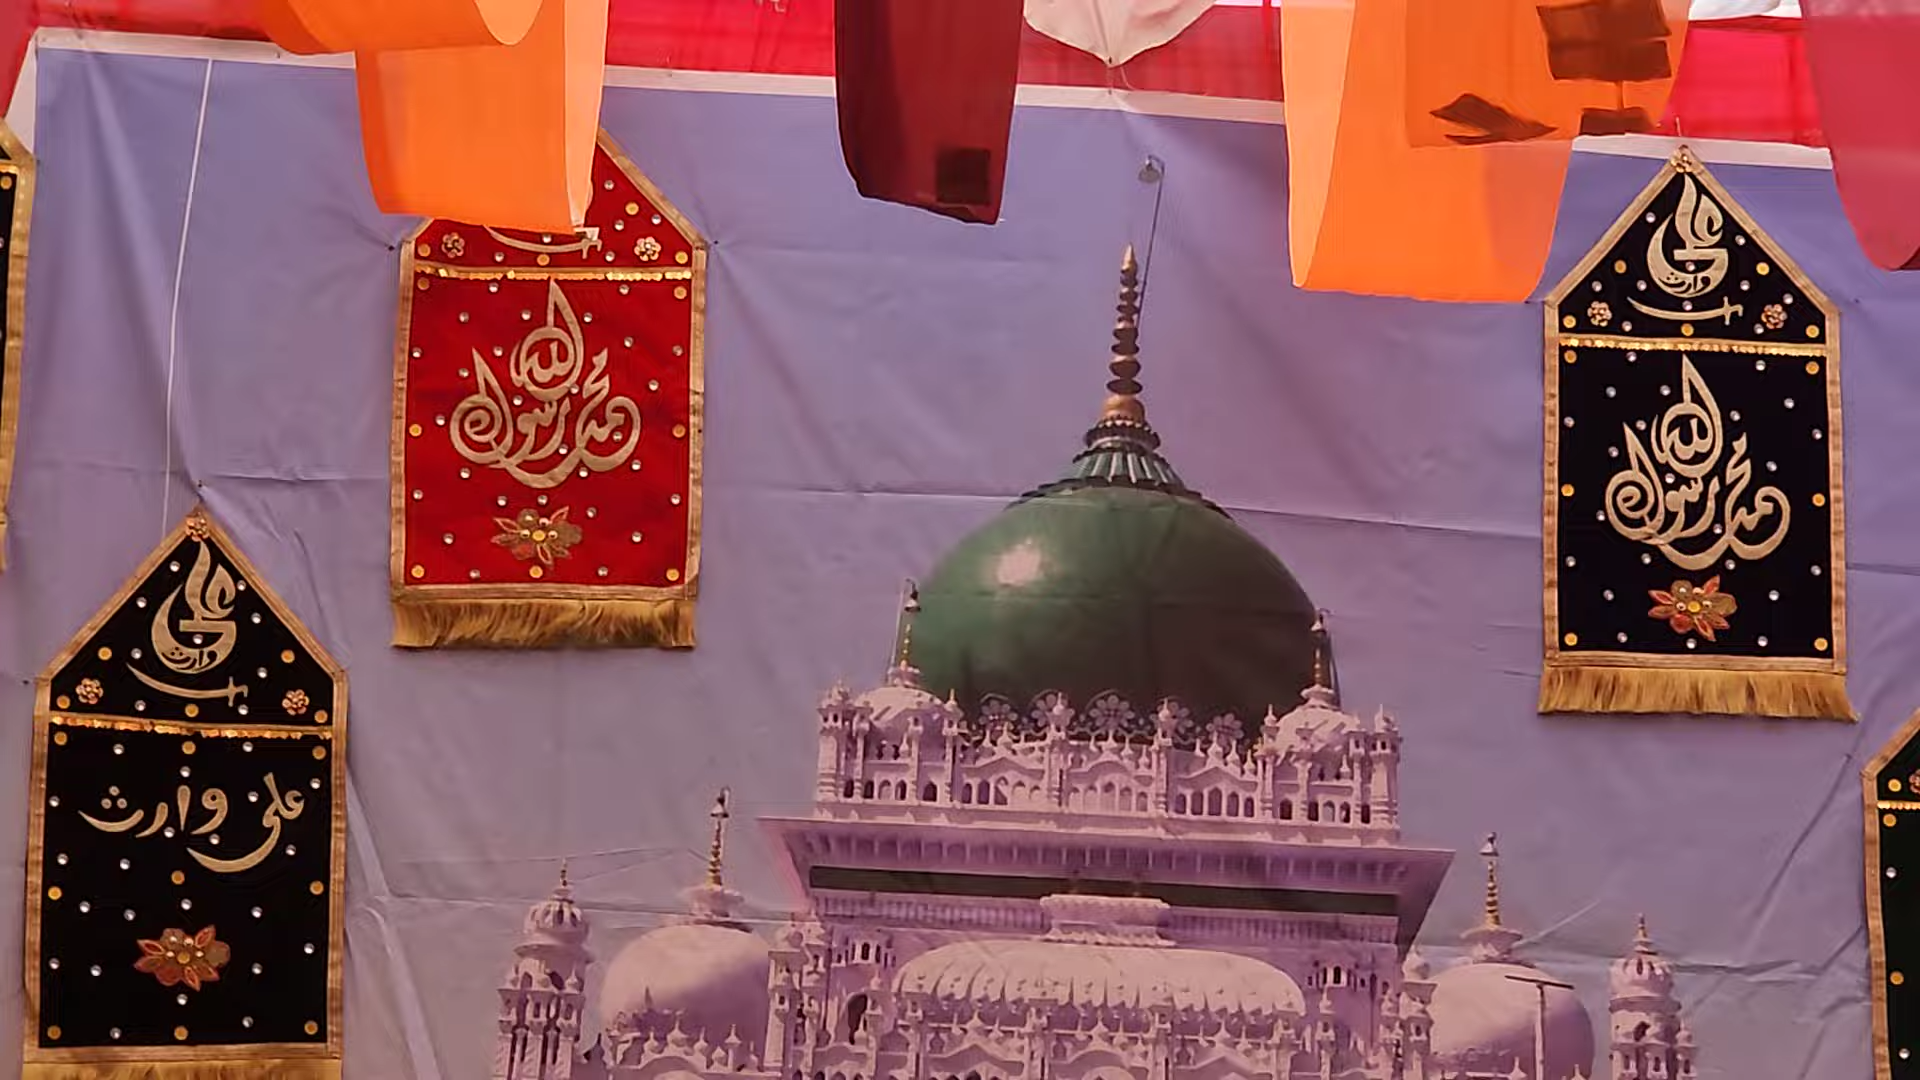 محمد رسول الله
علی
وارث
محمد رسول الله
علی
وارث
علی وارث